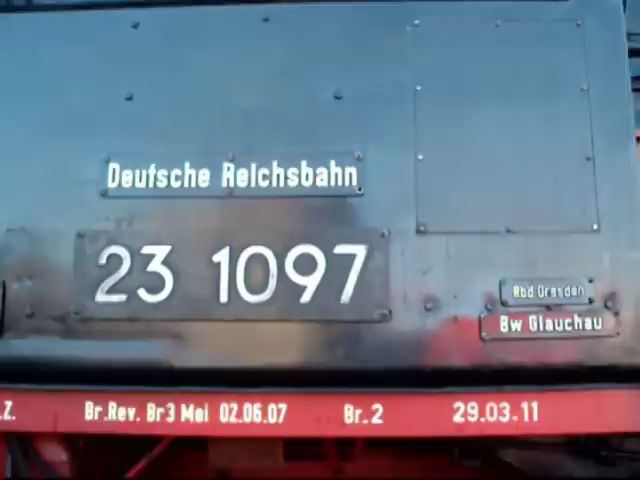 Deutsche Reichsbahn
23 1097
Rbd Dresden
Bw Glauchau
.Z. Br.Rev. Br3 Mei 02.06.07 Br.2 29.03.11